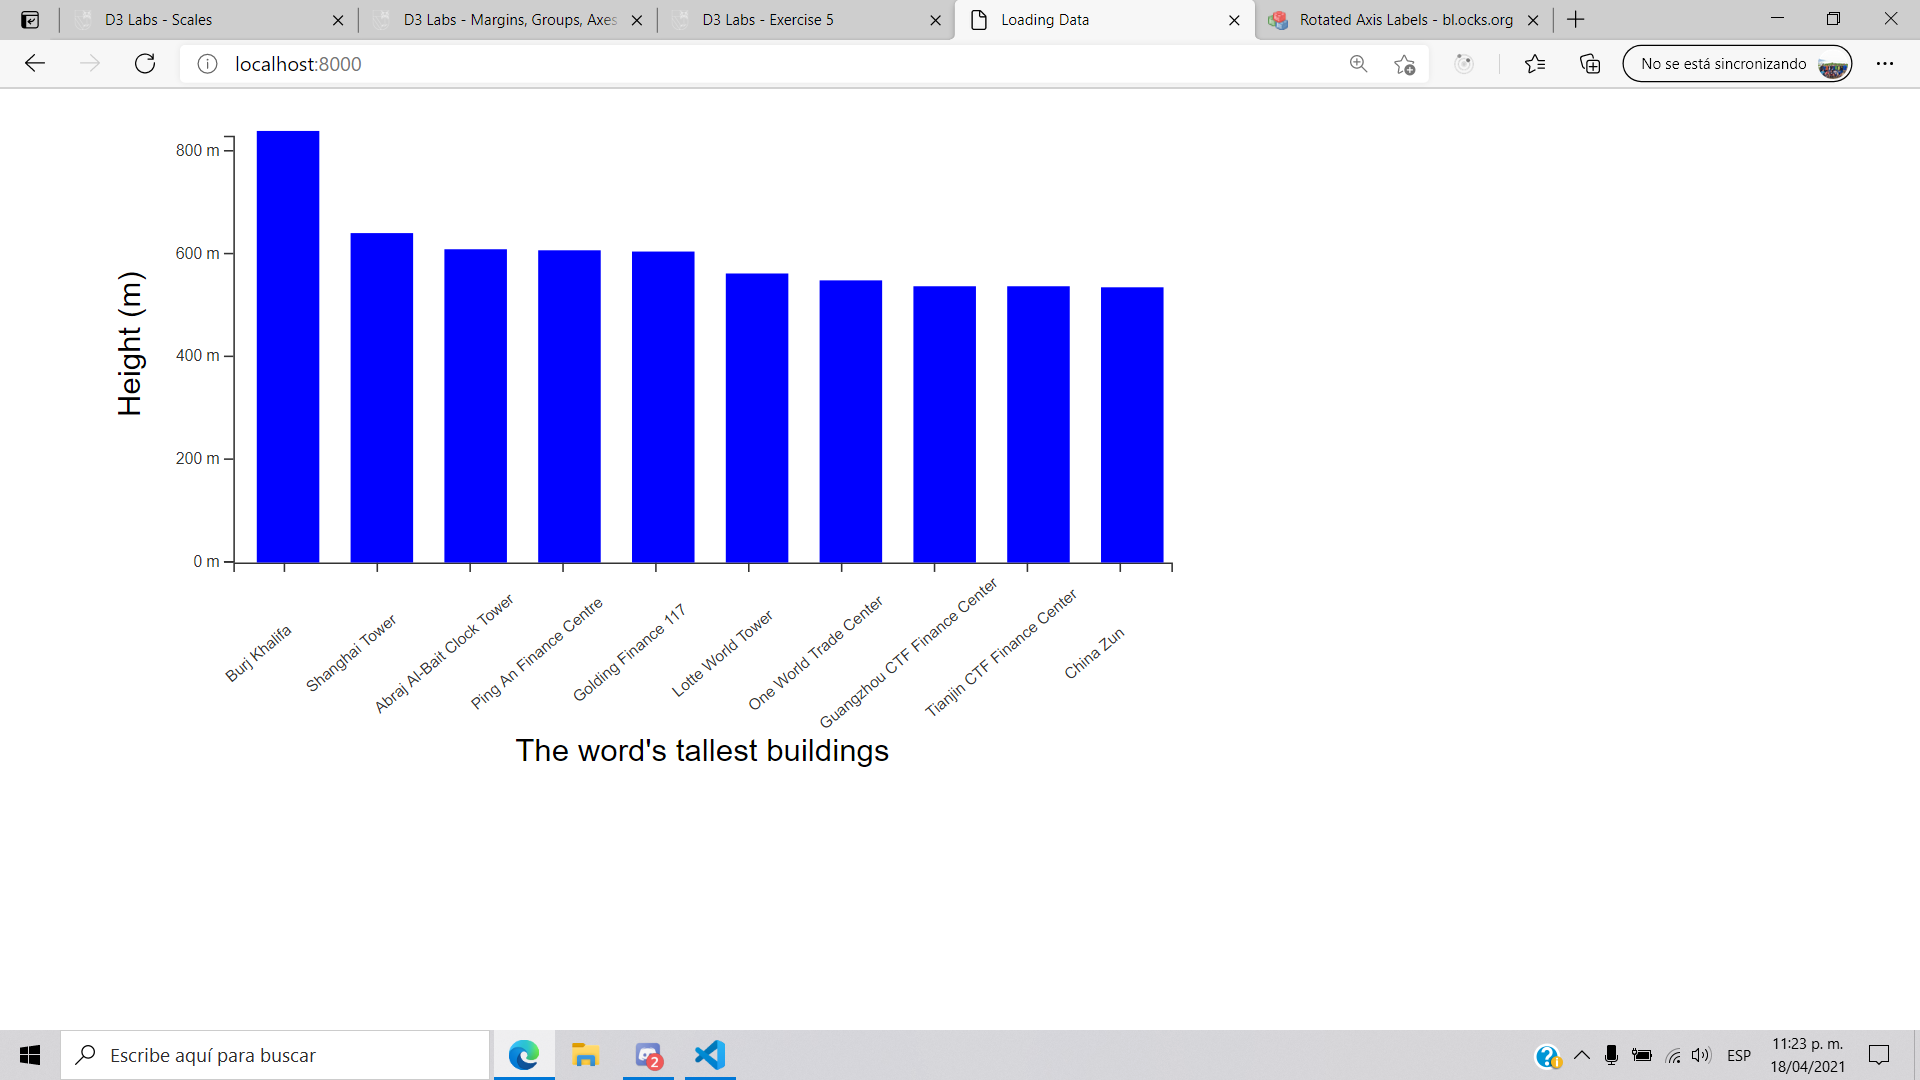 D3 Labs - Scales
D3 Labs - Margins, Groups, Axes
D3 Labs - Exercise 5
Loading Data
Rotated Axis Labels - bl.ocks.org
localhost:8000
No se está sincronizando
800 m
600 m
400 m
200 m
0 m
Height (m)
Burj Khalifa
Shanghai Tower
Abraj Al-Bait Clock Tower
Ping An Finance Centre
Golding Finance 117
Lotte World Tower
One World Trade Center
Guangzhou CTF Finance Center
Tianjin CTF Finance Center
China Zun
The word's tallest buildings
Escribe aquí para buscar
2
ESP
11:23 p. m.
18/04/2021